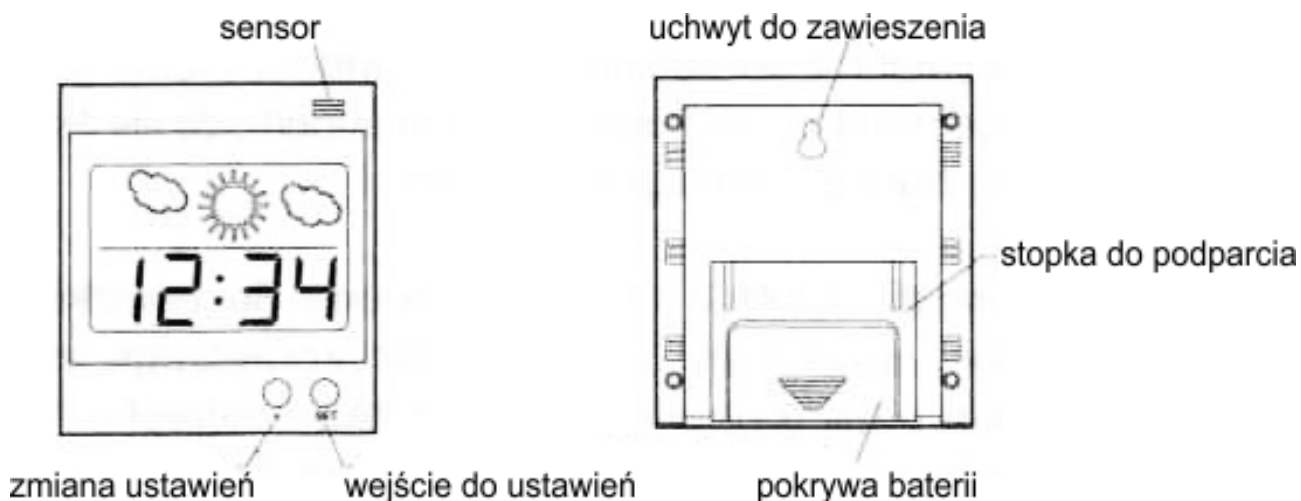 sensor
uchwyt do zawieszenia
12:34
stopka do podparcia
SET
zmiana ustawień
wejście do ustawień
pokrywa baterii